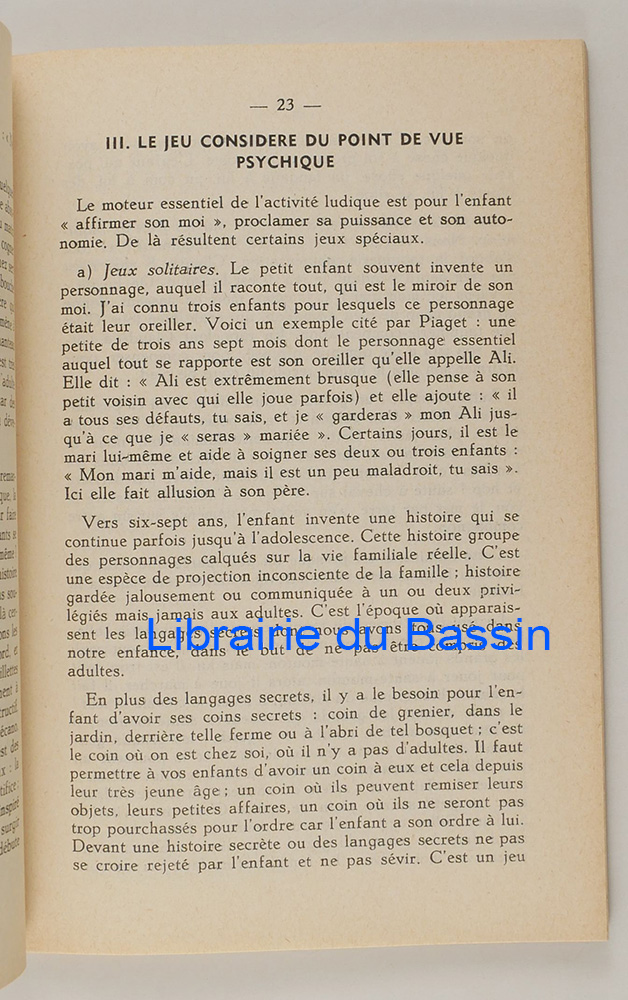 — 23 —
III. LE JEU CONSIDERE DU POINT DE VUE
PSYCHIQUE
Le moteur essentiel de l'activité ludique est pour l'enfant
« affirmer son moi », proclamer sa puissance et son auto-
nomie. De là résultent certains jeux spéciaux.
a) Jeux solitaires. Le petit enfant souvent invente un
personnage, auquel il raconte tout, qui est le miroir de son
moi. J'ai connu trois enfants pour lesquels ce personnage
était leur oreiller. Voici un exemple cité par Piaget : une
petite de trois ans sept mois dont le personnage essentiel
auquel tout se rapporte est son oreiller qu'elle appelle Ali.
Elle dit : « Ali est extrêmement brusque (elle pense à son
petit voisin avec qui elle joue parfois) et elle ajoute : « il
a tous ses défauts, tu sais, et je « garderas » mon Ali jus-
qu'à ce que je « seras » mariée ». Certains jours, il est le
mari lui-même et aide à soigner ses deux ou trois enfants :
« Mon mari m'aide, mais il est un peu maladroit, tu sais ».
Ici elle fait allusion à son père.
Vers six-sept ans, l'enfant invente une histoire qui se
continue parfois jusqu'à l'adolescence. Cette histoire groupe
des personnages calqués sur la vie familiale réelle. C'est
une espèce de projection inconsciente de la famille ; histoire
gardée jalousement ou communiquée à un ou deux privi-
légiés mais jamais aux adultes. C'est l'époque où apparais-
sent les langages secrets dont nous avons tous usé dans
notre enfance, dans le but de ne pas être compris des
adultes.
Librairie du Bassin
En plus des langages secrets, il y a le besoin pour l'en-
fant d'avoir ses coins secrets : coin de grenier, dans le
jardin, derrière telle ferme ou à l'abri de tel bosquet ; c'est
le coin où on est chez soi, où il n'y a pas d'adultes. Il faut
permettre à vos enfants d'avoir un coin à eux et cela depuis
leur très jeune âge ; un coin où ils peuvent remiser leurs
objets, leurs petites affaires, un coin où ils ne seront pas
trop pourchassés pour l'ordre car l'enfant a son ordre à lui.
Devant une histoire secrète ou des langages secrets ne pas
se croire rejeté par l'enfant et ne pas sévir. C'est un jeu